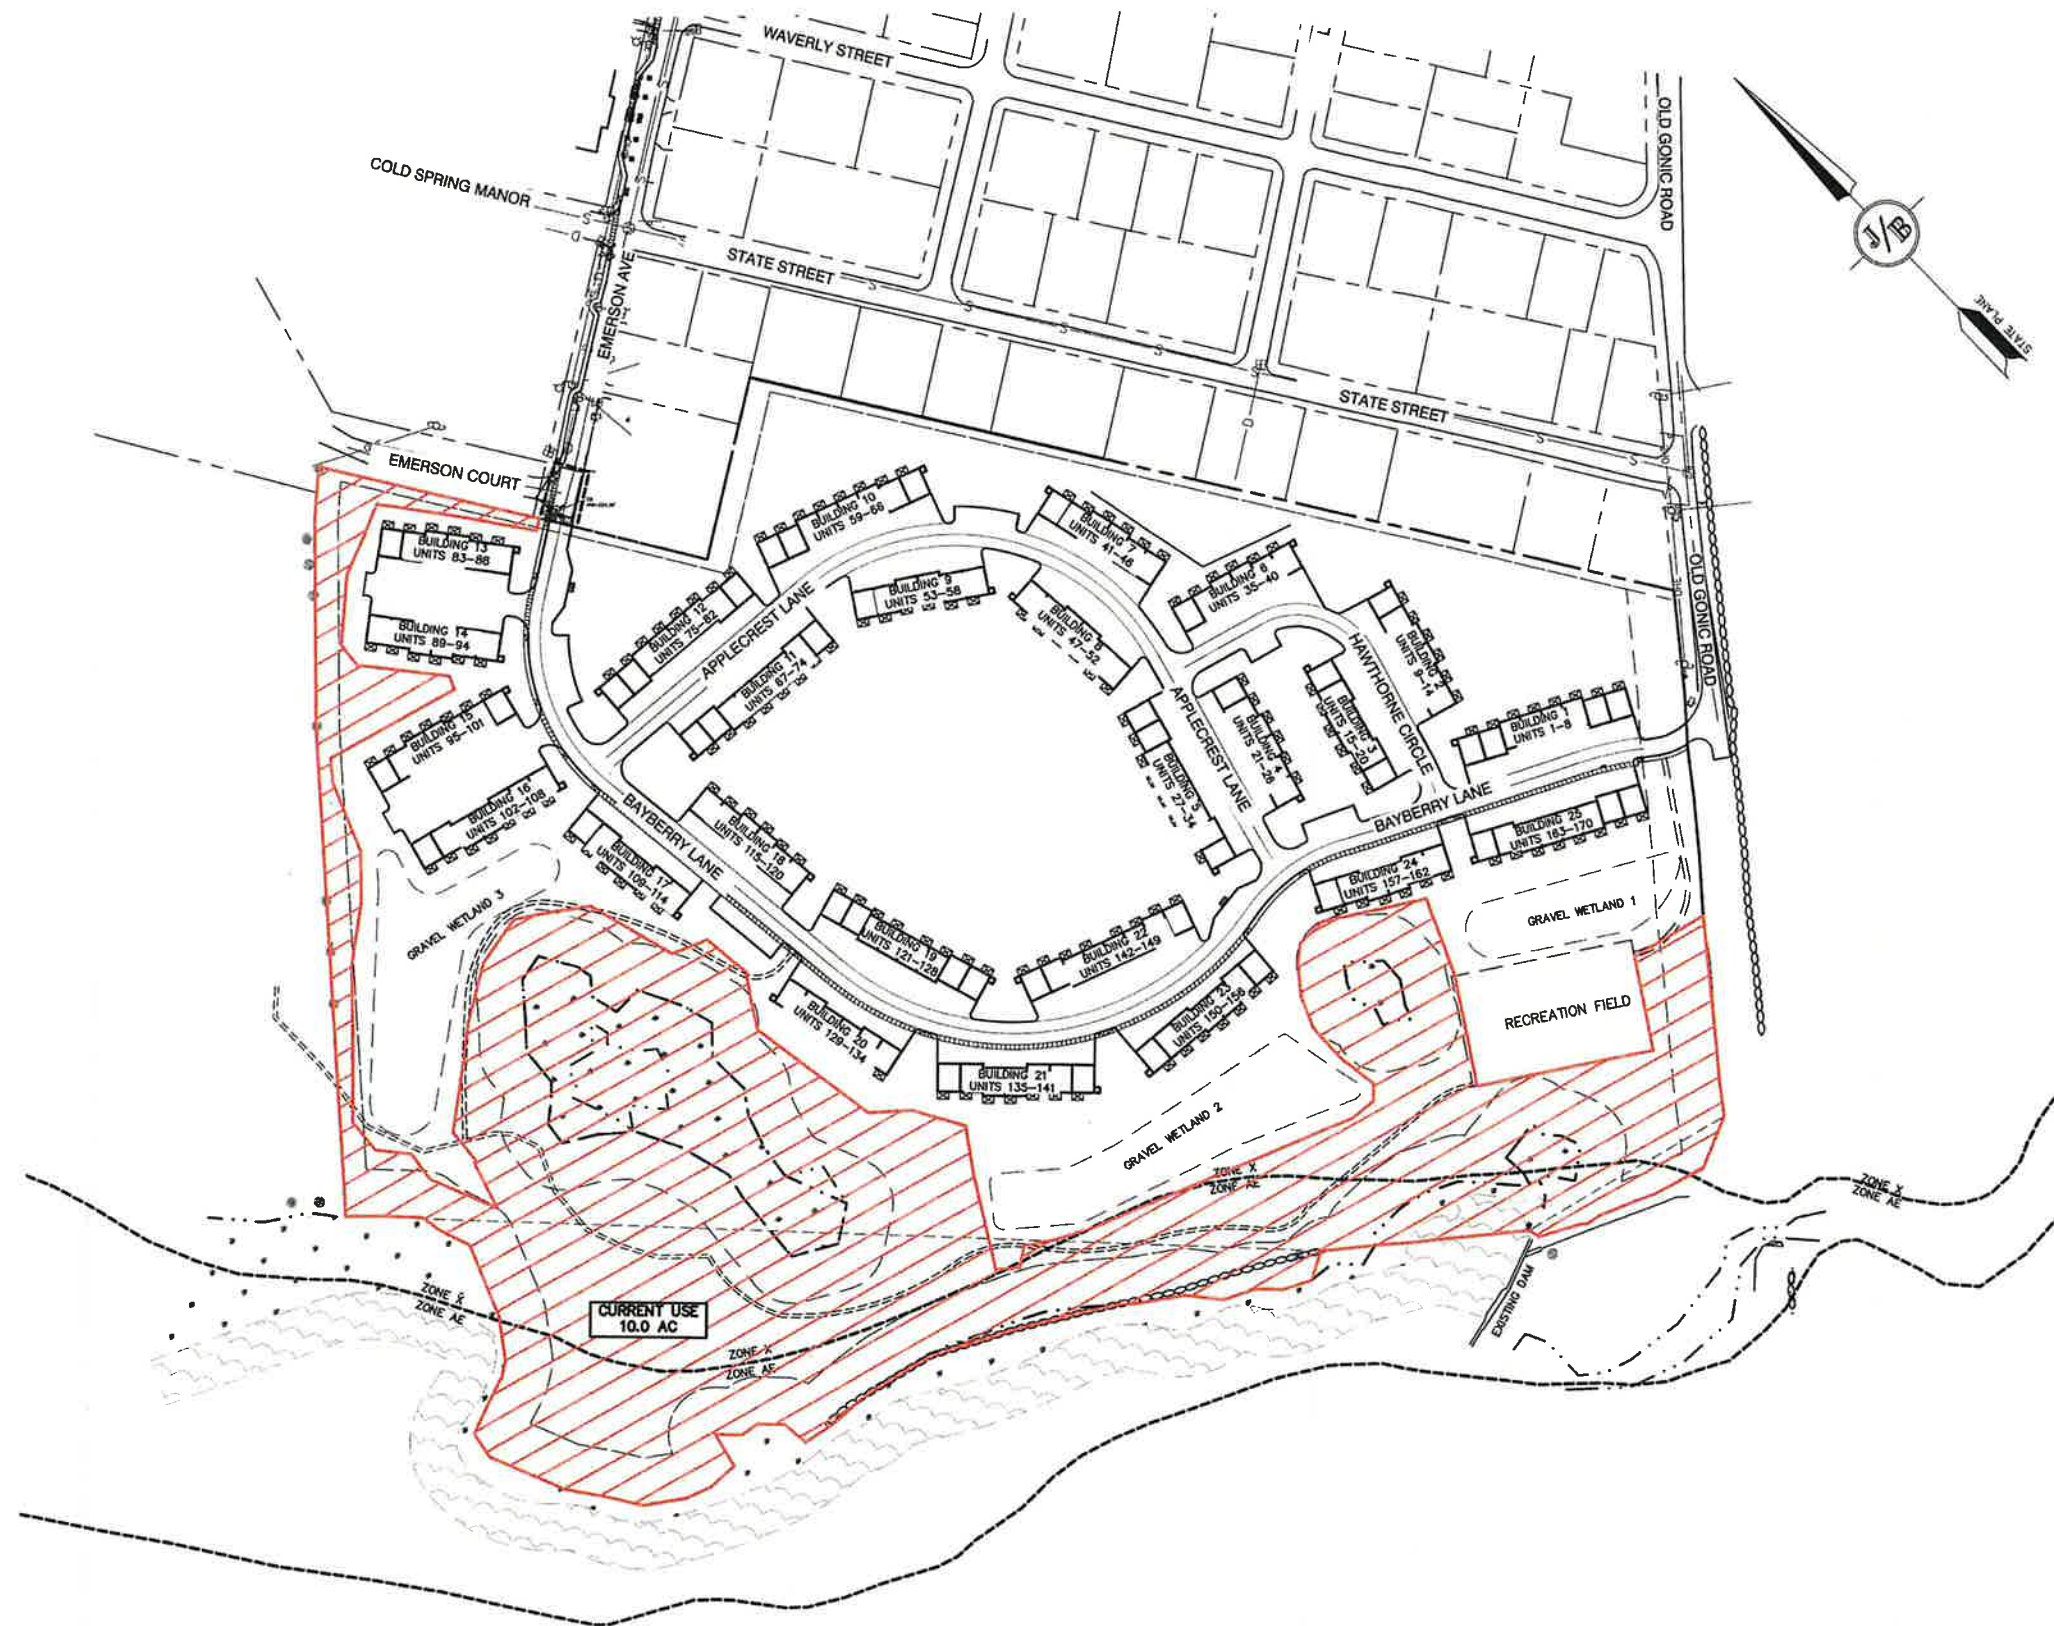 WAVERLY STREET
OLD GONIC ROAD
COLD SPRING MANOR
J/B
STATE PLANE
STATE STREET
EMERSON AVE
STATE STREET
EMERSON COURT
BUILDING 10
UNITS 59-66
BUILDING 7
UNITS 41-46
BUILDING 13
UNITS 83-88
BUILDING 6
UNITS 35-40
BUILDING 9
UNITS 53-58
BUILDING 12
UNITS 75-82
APPLECREST LANE
BUILDING 8
UNITS 47-52
BUILDING 14
UNITS 89-94
OLD GONIC ROAD
HAWTHORNE CIRCLE
BUILDING 2
UNITS 9-14
BUILDING 11
UNITS 67-74
BUILDING 15
UNITS 95-101
APPLECREST LANE
BUILDING 3
UNITS 15-20
BUILDING 1
UNITS 1-8
BUILDING 4
UNITS 21-26
BUILDING 5
UNITS 27-34
BUILDING 16
UNITS 102-108
BAYBERRY LANE
BAYBERRY LANE
BUILDING 18
UNITS 115-120
BUILDING 25
UNITS 163-170
BUILDING 17
UNITS 109-114
BUILDING 24
UNITS 157-162
GRAVEL WETLAND 3
GRAVEL WETLAND 1
BUILDING 19
UNITS 121-128
BUILDING 22
UNITS 142-149
BUILDING 23
UNITS 150-156
RECREATION FIELD
BUILDING 20
UNITS 129-134
BUILDING 21
UNITS 135-141
GRAVEL WETLAND 2
ZONE X
ZONE AE
ZONE X
ZONE AE
ZONE X
ZONE AE
CURRENT USE
10.0 AC
EXISTING DAM
ZONE X
ZONE AE